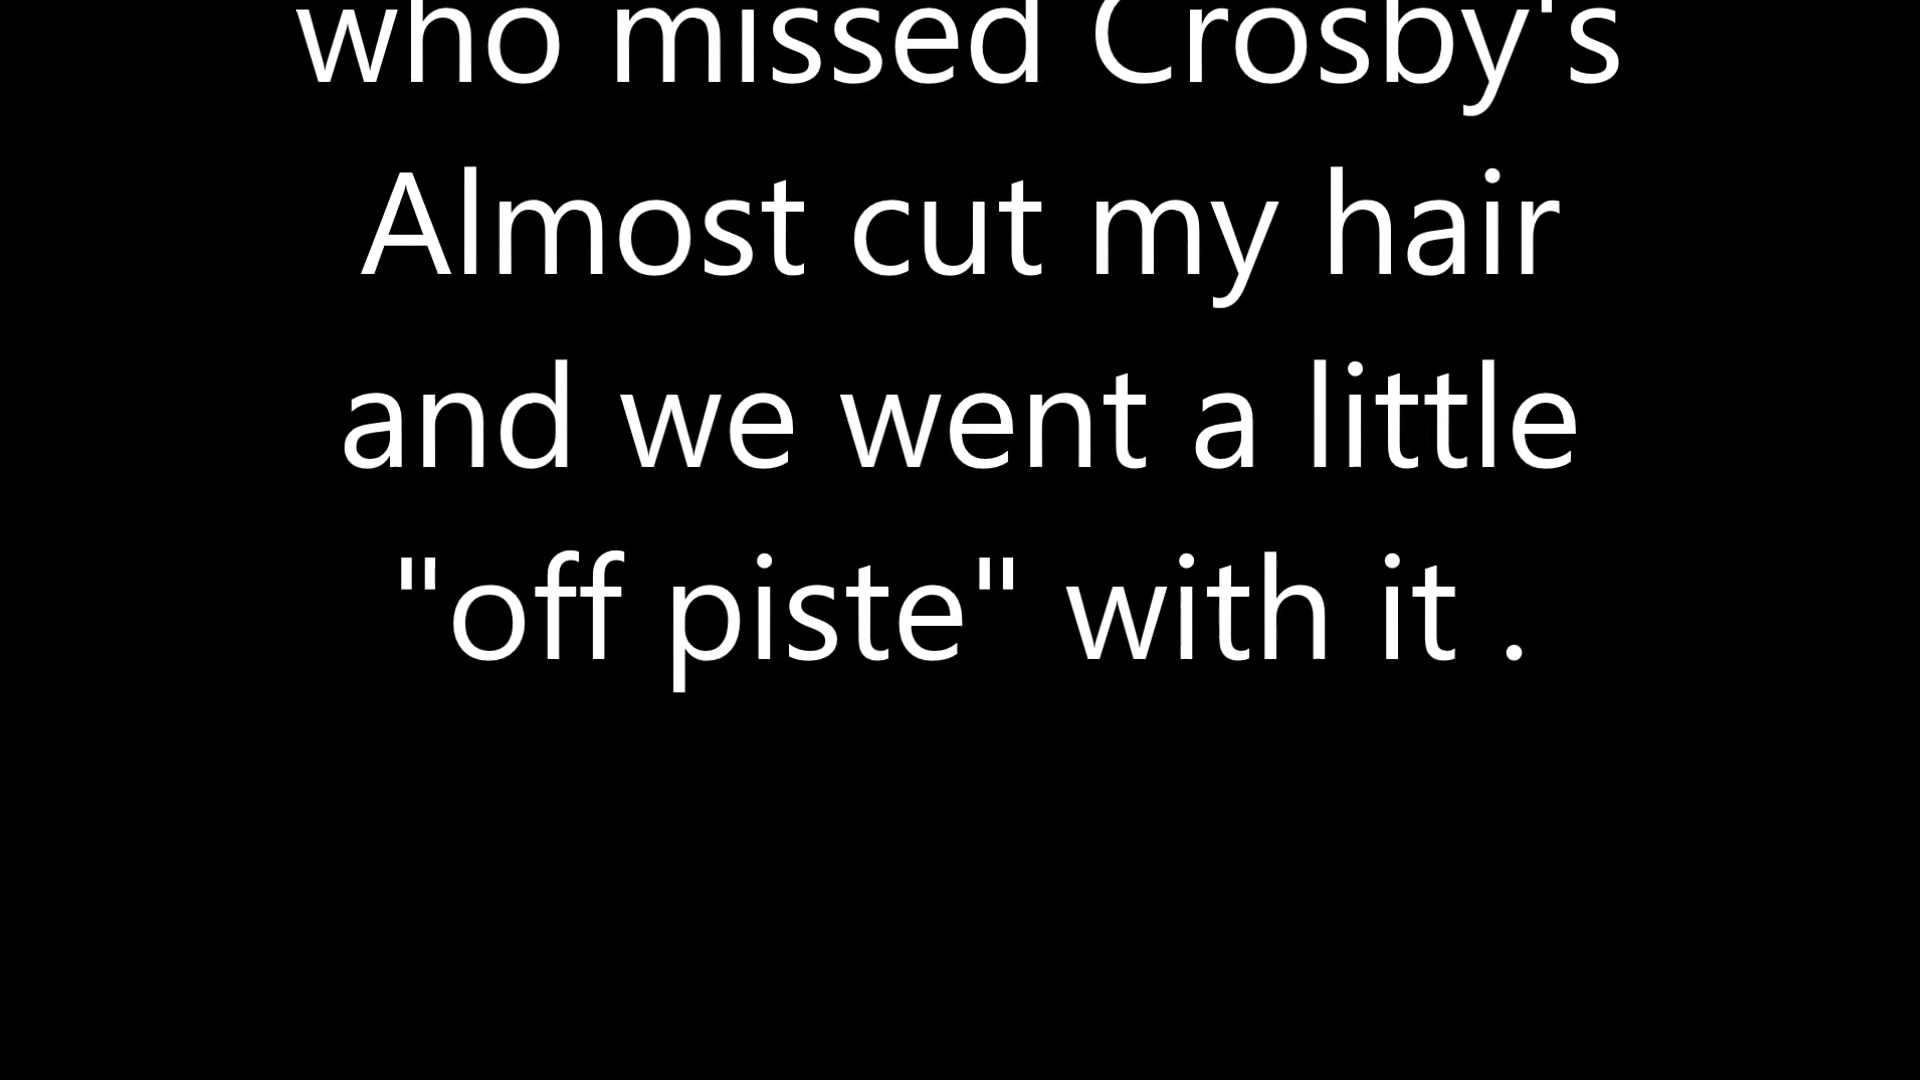 who missed Crosby's
Almost cut my hair
and we went a little
"off piste" with it .